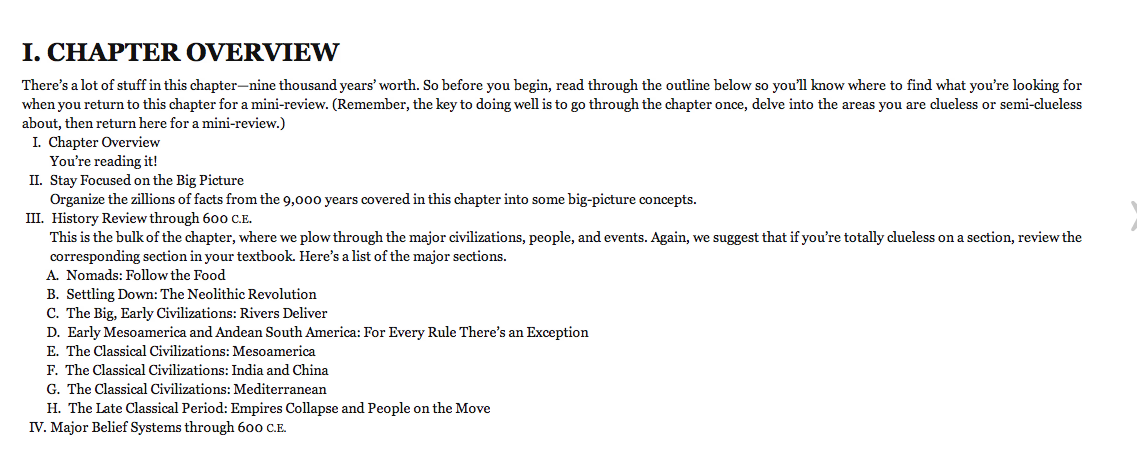 I. CHAPTER OVERVIEW
There’s a lot of stuff in this chapter—nine thousand years’ worth. So before you begin, read through the outline below so you’ll know where to find what you’re looking for
when you return to this chapter for a mini-review. (Remember, the key to doing well is to go through the chapter once, delve into the areas you are clueless or semi-clueless
about, then return here for a mini-review.)
I. Chapter Overview
You’re reading it!
II. Stay Focused on the Big Picture
Organize the zillions of facts from the 9,000 years covered in this chapter into some big-picture concepts.
III. History Review through 600 C.E.
This is the bulk of the chapter, where we plow through the major civilizations, people, and events. Again, we suggest that if you’re totally clueless on a section, review the
corresponding section in your textbook. Here’s a list of the major sections.
A. Nomads: Follow the Food
B. Settling Down: The Neolithic Revolution
C. The Big, Early Civilizations: Rivers Deliver
D. Early Mesoamerica and Andean South America: For Every Rule There’s an Exception
E. The Classical Civilizations: Mesoamerica
F. The Classical Civilizations: India and China
G. The Classical Civilizations: Mediterranean
H. The Late Classical Period: Empires Collapse and People on the Move
IV. Major Belief Systems through 600 C.E.